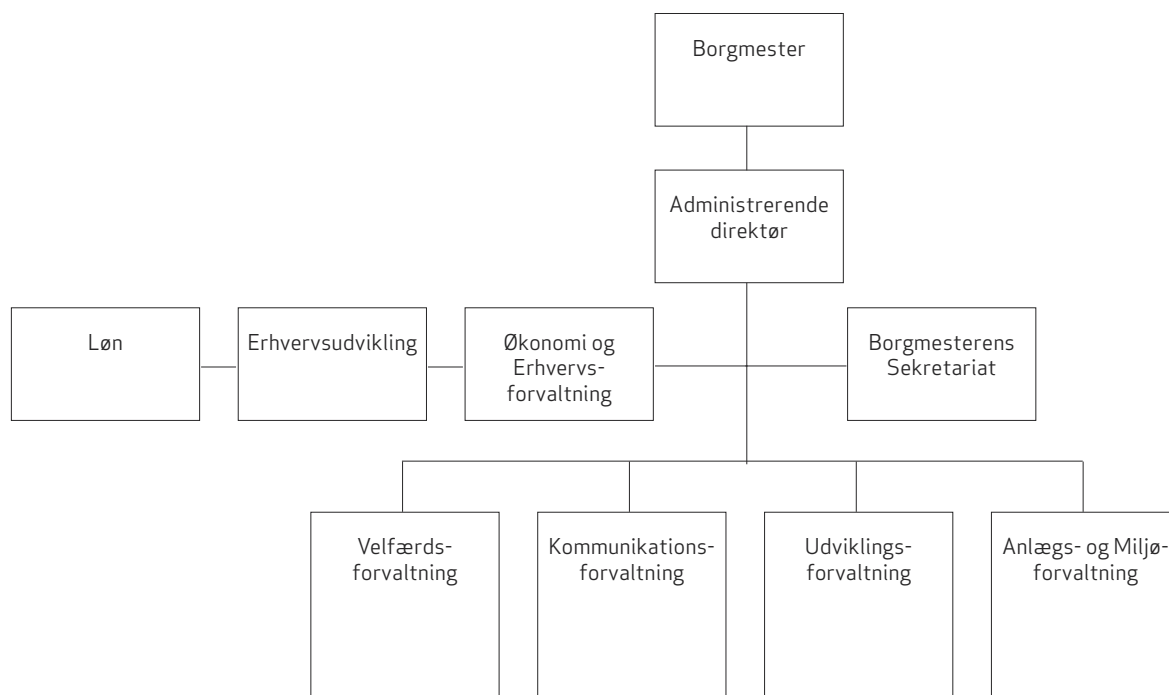 Borgmester
Administrerende
direktør
Løn
Erhvervsudvikling
Økonomi og
Erhvervs-
forvaltning
Borgmesterens
Sekretariat
Velfærds-
forvaltning
Kommunikations-
forvaltning
Udviklings-
forvaltning
Anlægs- og Miljø-
forvaltning